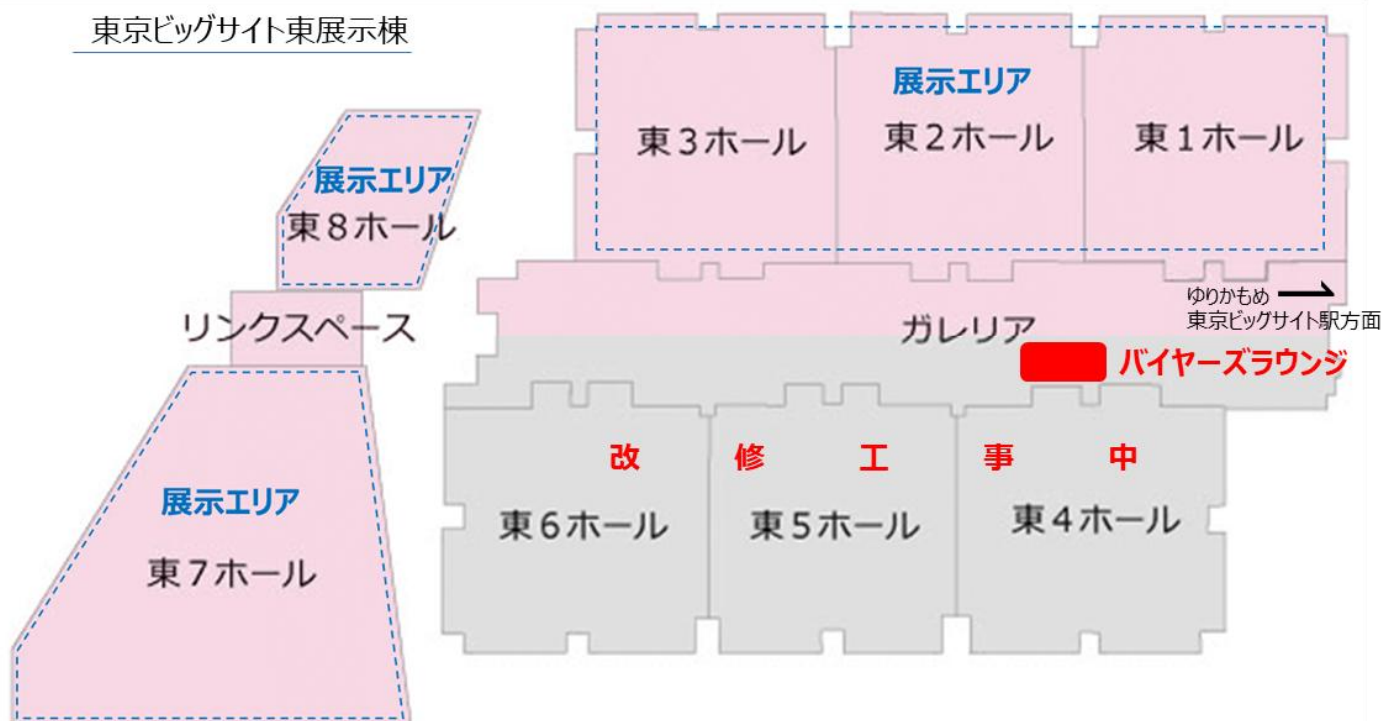 東京ビッグサイト東展示棟
展示エリア
東3ホール
東2ホール
東1ホール
展示エリア
東8ホール
リンクスペース
ガレリア
ゆりかもめ
東京ビッグサイト駅方面
バイヤーズラウンジ
改修工事中
東6ホール
東5ホール
東4ホール
展示エリア
東7ホール